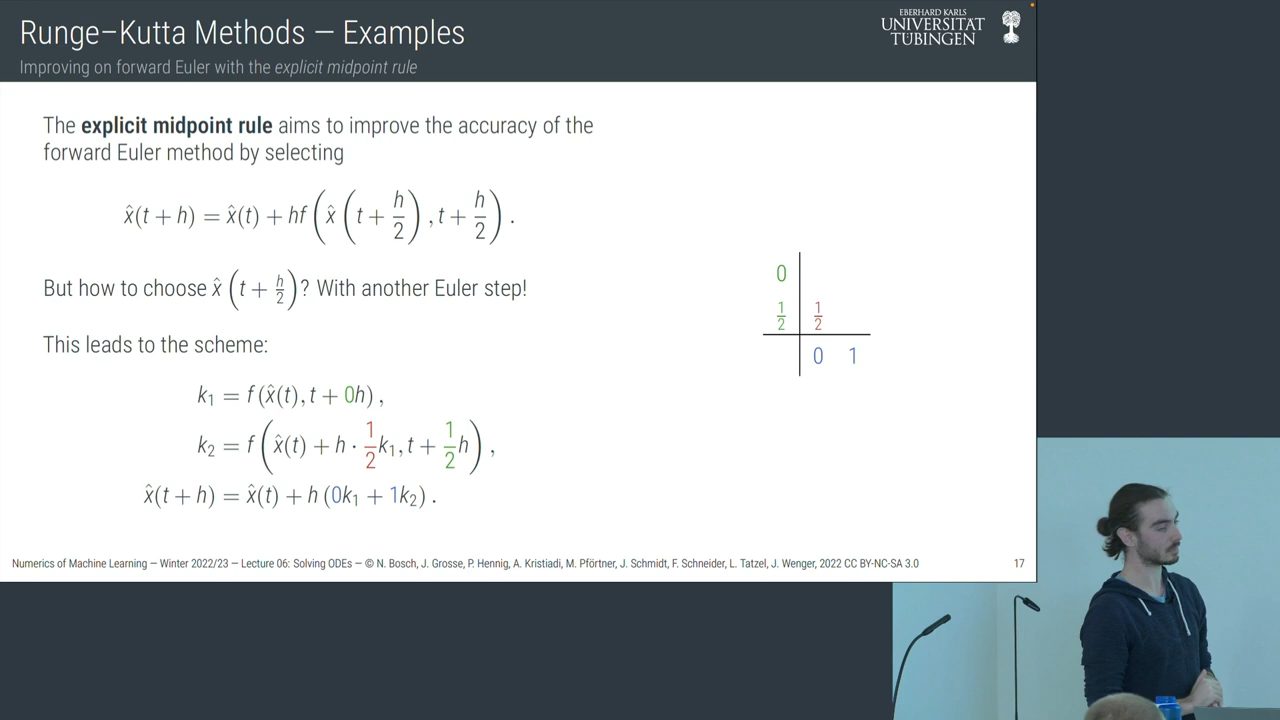 Runge–Kutta Methods — Examples
Improving on forward Euler with the explicit midpoint rule
EBERHARD KARLS
UNIVERSITÄT
TÜBINGEN
The explicit midpoint rule aims to improve the accuracy of the
forward Euler method by selecting
x̂(t + h) = x̂(t) + hf(x̂(t + h/2), t + h/2).
But how to choose x̂(t + h/2)? With another Euler step!
This leads to the scheme:
k₁ = f(x̂(t), t + 0h),
k₂ = f(x̂(t) + h · 1/2 k₁, t + 1/2 h),
x̂(t + h) = x̂(t) + h (0k₁ + 1k₂).
0
1/2 1/2
0 1
Numerics of Machine Learning — Winter 2022/23 — Lecture 06: Solving ODEs — © N. Bosch, J. Grosse, P. Hennig, A. Kristiadi, M. Pförtner, J. Schmidt, F. Schneider, L. Tatzel, J. Wenger, 2022 CC BY-NC-SA 3.0
17